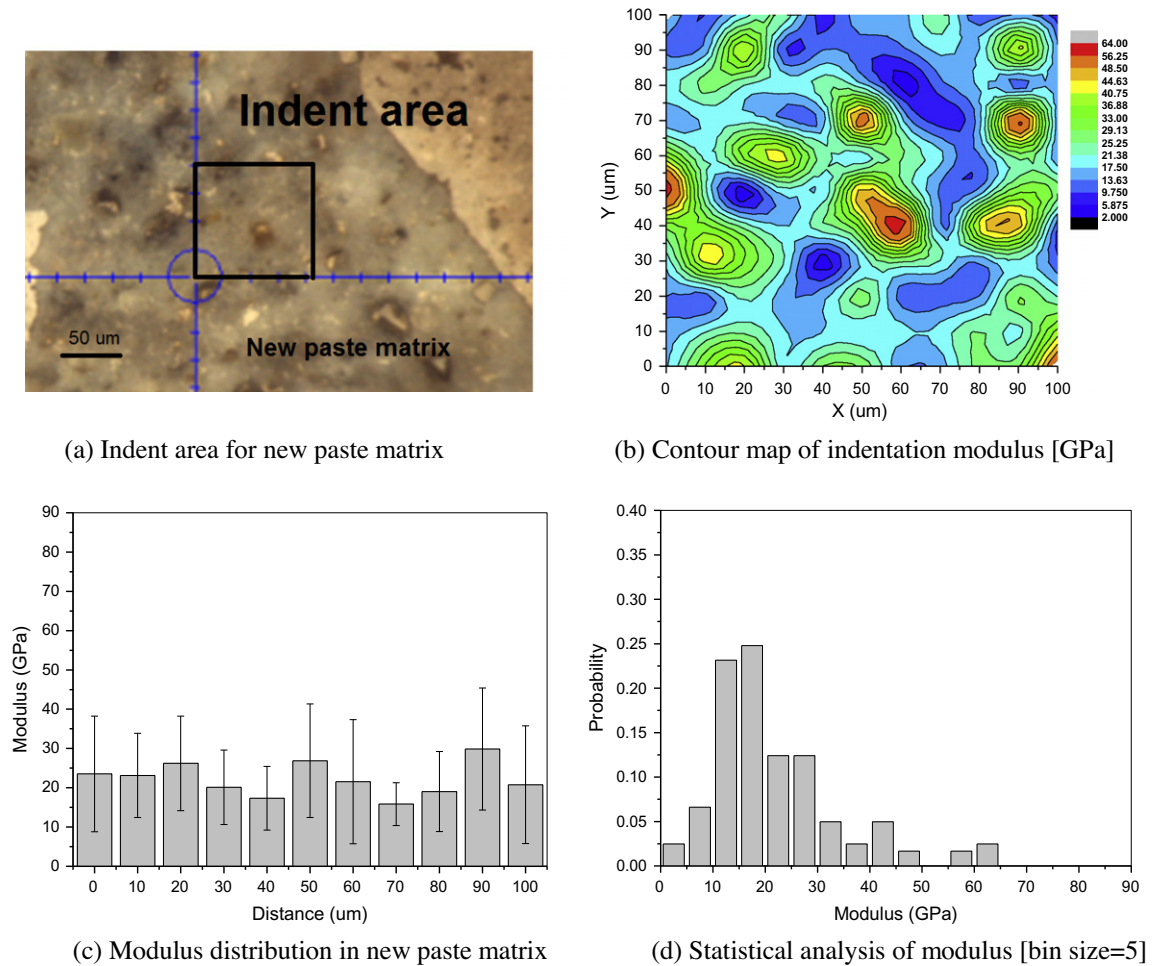 Indent area
50 um
New paste matrix
(a) Indent area for new paste matrix
100
90
80
70
60
50
40
30
20
10
0
Y (um)
0 10 20 30 40 50 60 70 80 90 100
X (um)
64.00
56.25
48.50
44.63
40.75
36.88
33.00
29.13
25.25
21.38
17.50
13.63
9.750
5.875
2.000
(b) Contour map of indentation modulus [GPa]
90
80
70
60
50
40
30
20
10
0
Modulus (GPa)
0 10 20 30 40 50 60 70 80 90 100
Distance (um)
(c) Modulus distribution in new paste matrix
0.40
0.35
0.30
0.25
0.20
0.15
0.10
0.05
0.00
Probability
0 10 20 30 40 50 60 70 80 90
Modulus (GPa)
(d) Statistical analysis of modulus [bin size=5]